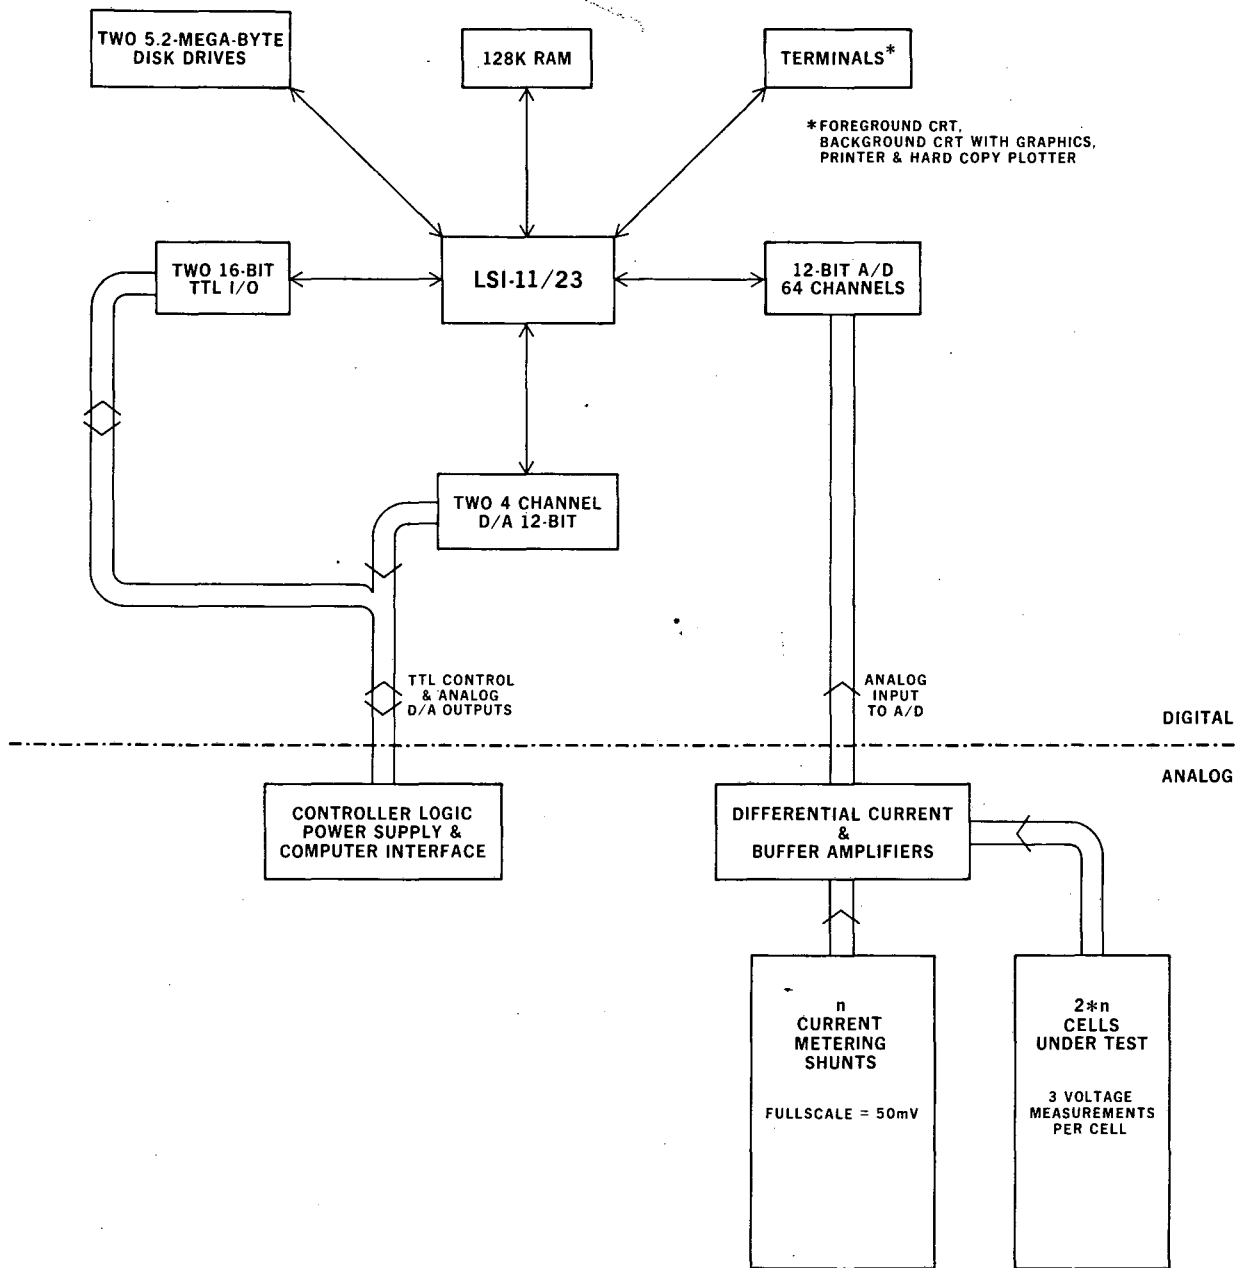 TWO 5.2-MEGA-BYTE
DISK DRIVES
128K RAM
TERMINALS*
*FOREGROUND CRT,
BACKGROUND CRT WITH GRAPHICS,
PRINTER & HARD COPY PLOTTER
TWO 16-BIT
TTL I/O
LSI-11/23
12-BIT A/D
64 CHANNELS
TWO 4 CHANNEL
D/A 12-BIT
TTL CONTROL
& ANALOG
D/A OUTPUTS
ANALOG
INPUT
TO A/D
DIGITAL
ANALOG
CONTROLLER LOGIC
POWER SUPPLY &
COMPUTER INTERFACE
DIFFERENTIAL CURRENT
&
BUFFER AMPLIFIERS
n
CURRENT
METERING
SHUNTS
FULLSCALE = 50mV
2*n
CELLS
UNDER TEST
3 VOLTAGE
MEASUREMENTS
PER CELL